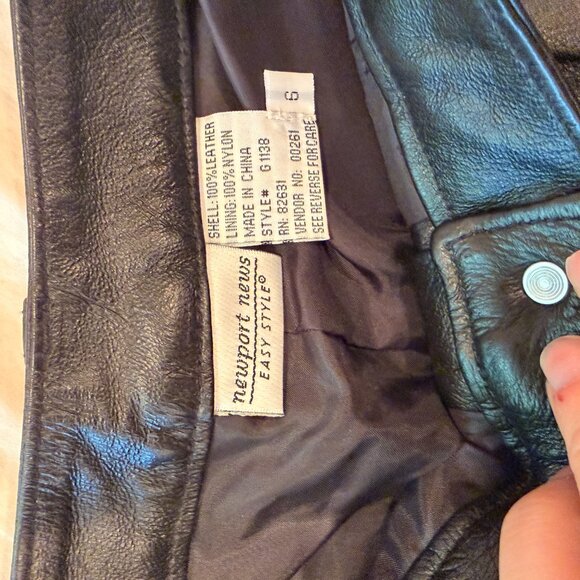 6
SHELL: 100% LEATHER
LINING: 100% NYLON
MADE IN CHINA
STYLE# G1138
RN: 82631
VENDOR NO: 00261
SEE REVERSE FOR CARE
newport news
EASY STYLE©